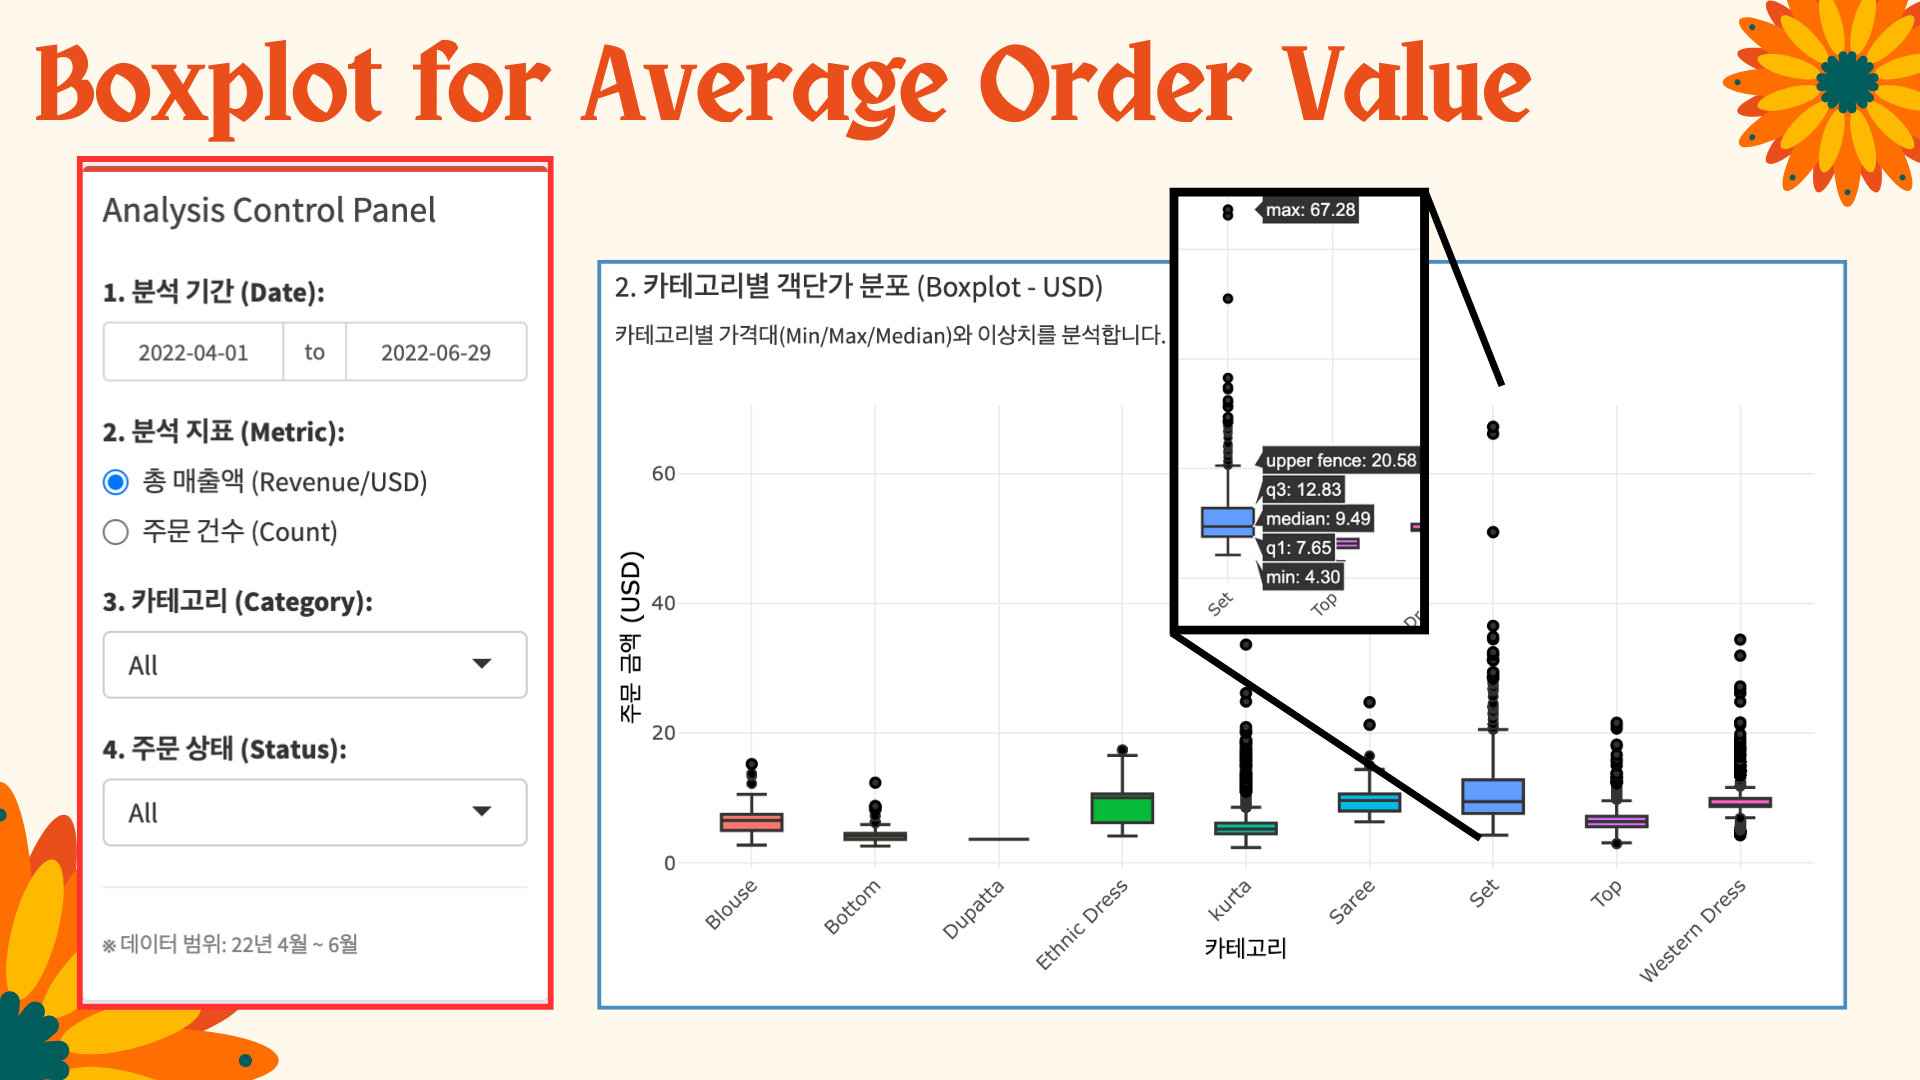 Boxplot for Average Order Value
Analysis Control Panel
1. 분석 기간 (Date):
2022-04-01 to 2022-06-29
2. 분석 지표 (Metric):
총 매출액 (Revenue/USD)
주문 건수 (Count)
3. 카테고리 (Category):
All
4. 주문 상태 (Status):
All
※ 데이터 범위: 22년 4월 ~ 6월
2. 카테고리별 객단가 분포 (Boxplot - USD)
카테고리별 가격대(Min/Max/Median)와 이상치를 분석합니다.
max: 67.28
upper fence: 20.58
q3: 12.83
median: 9.49
q1: 7.65
min: 4.30
Set
Top
Dr
주문 금액 (USD)
60
40
20
0
Blouse
Bottom
Dupatta
Ethnic Dress
kurta
Saree
Set
Top
Western Dress
카테고리